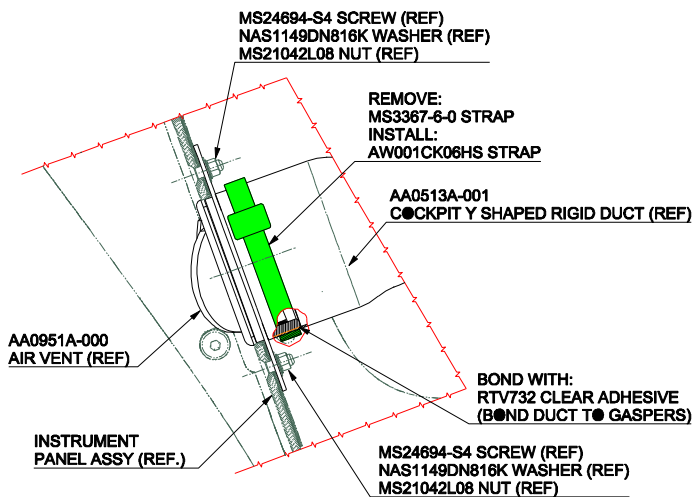 MS24694-S4 SCREW (REF)
NAS1149DN816K WASHER (REF)
MS21042L08 NUT (REF)
REMOVE:
MS3367-6-0 STRAP
INSTALL:
AW001CK06HS STRAP
AA0513A-001
COCKPIT Y SHAPED RIGID DUCT (REF)
AA0951A-000
AIR VENT (REF)
BOND WITH:
RTV732 CLEAR ADHESIVE
(BOND DUCT TO GASPERS)
INSTRUMENT
PANEL ASSY (REF.)
MS24694-S4 SCREW (REF)
NAS1149DN816K WASHER (REF)
MS21042L08 NUT (REF)